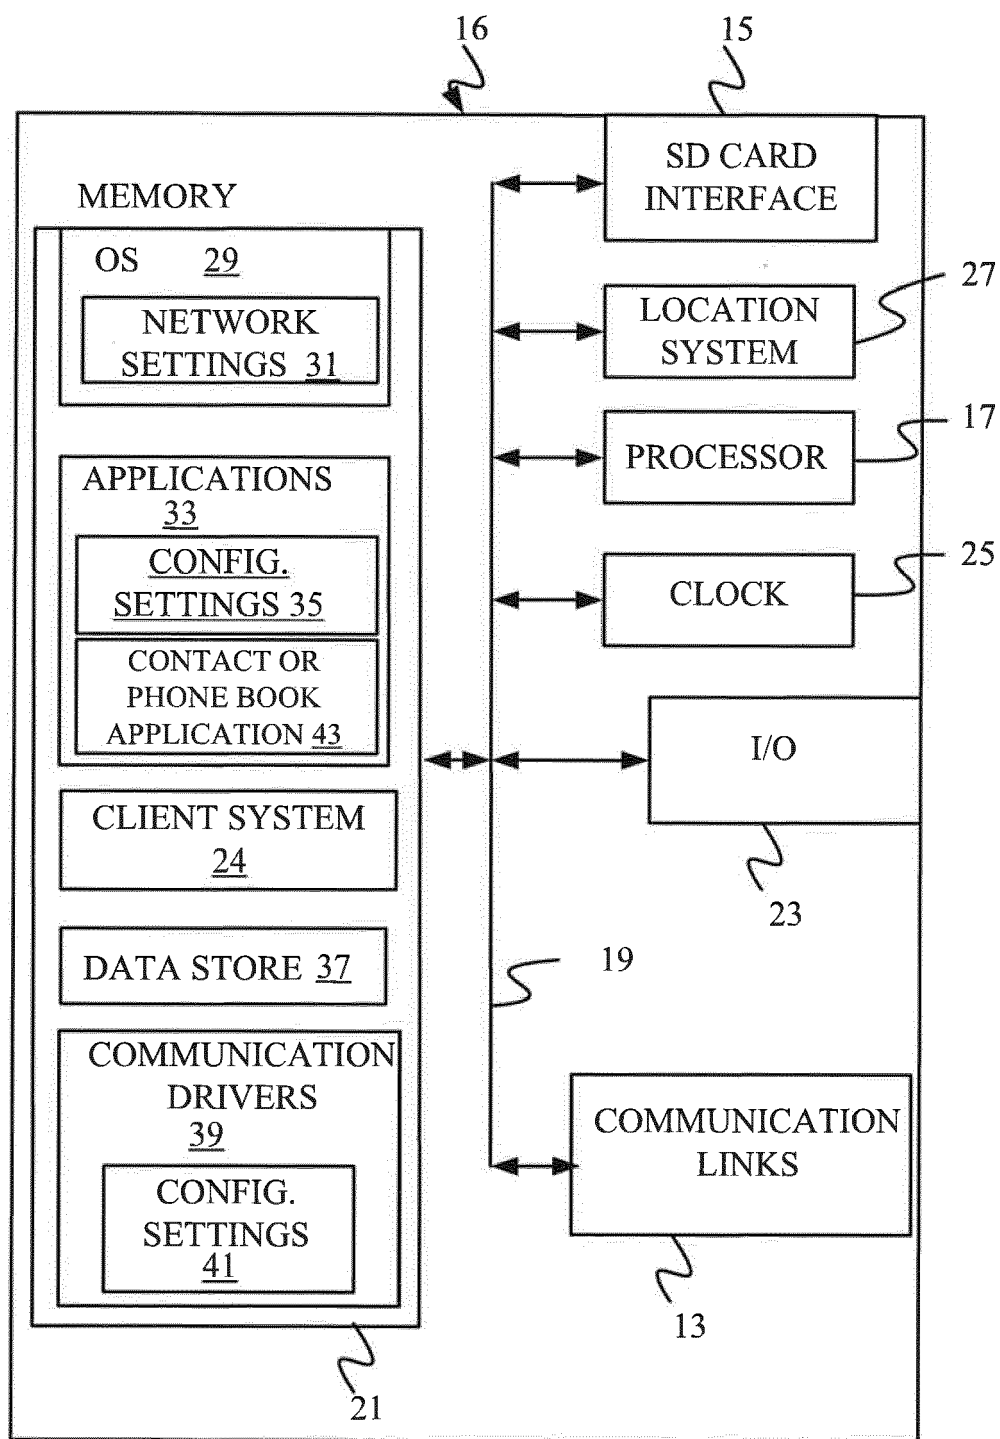 16
15
MEMORY
OS 29
NETWORK
SETTINGS 31
APPLICATIONS
33
CONFIG.
SETTINGS 35
CONTACT OR
PHONE BOOK
APPLICATION 43
CLIENT SYSTEM
24
DATA STORE 37
COMMUNICATION
DRIVERS
39
CONFIG.
SETTINGS
41
21
SD CARD
INTERFACE
27
LOCATION
SYSTEM
17
PROCESSOR
25
CLOCK
I/O
23
19
COMMUNICATION
LINKS
13